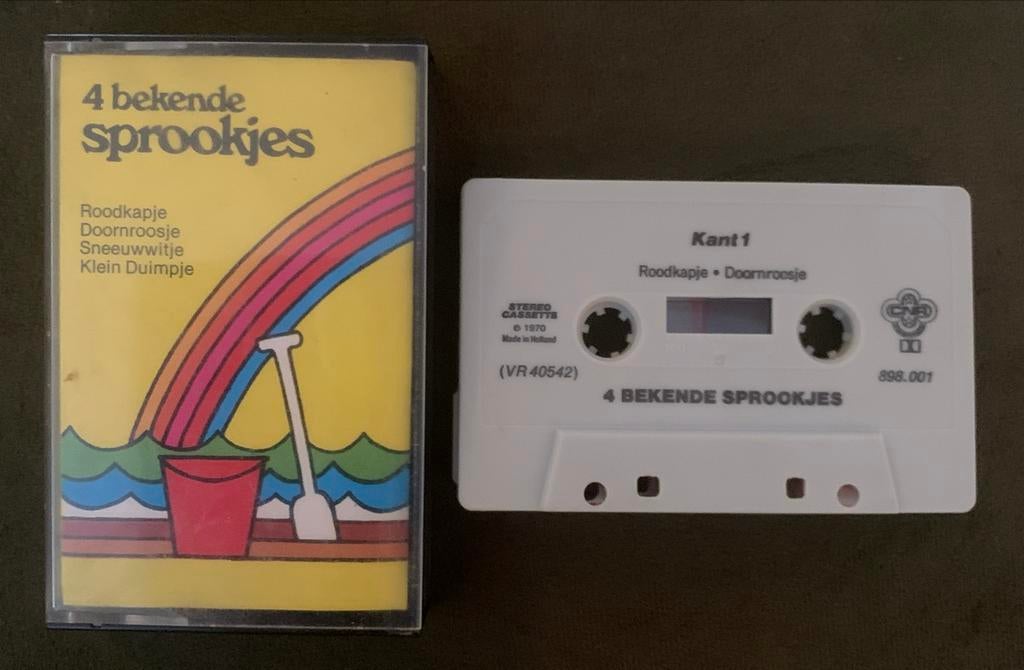 4 bekende
sprookjes
Roodkapje
Doornroosje
Sneeuwwitje
Klein Duimpje
Kant 1
Roodkapje • Doornroosje
STEREO
CASSETTE
℗ 1970
Made in Holland
(VR 40542)
CNR
898.001
4 BEKENDE SPROOKJES